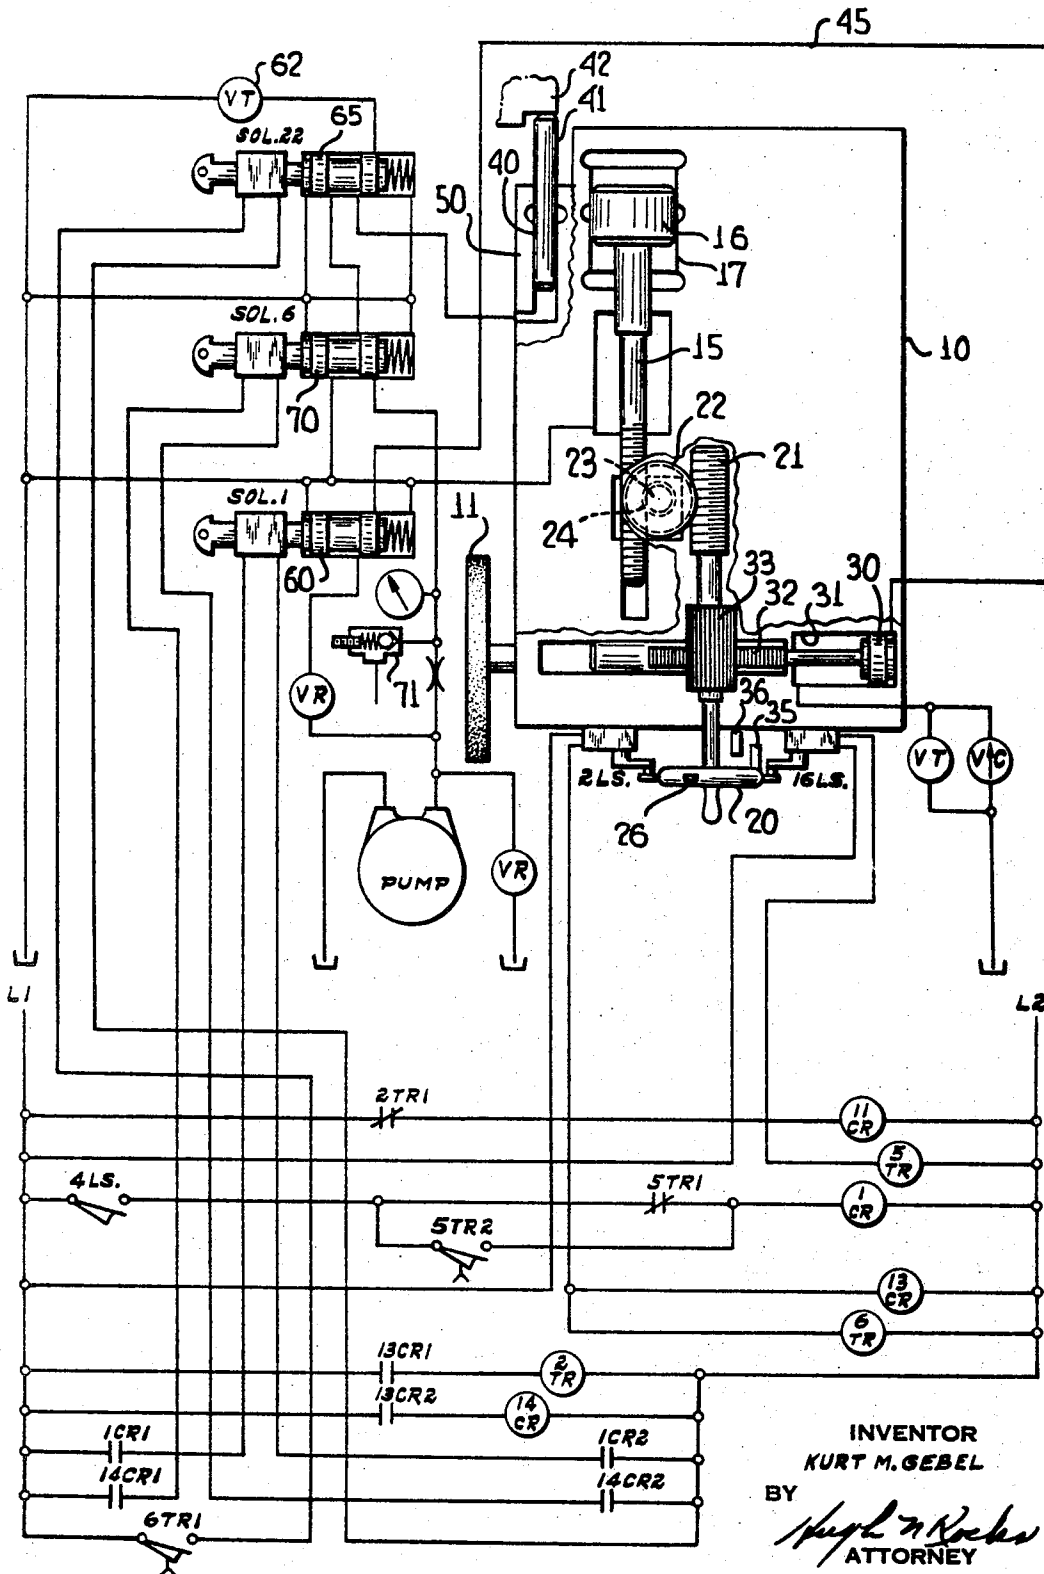 45
62
42
VT
65
41
SOL.22
40
50
16
17
SOL.6
10
15
70
22
23
21
SOL.1
11
24
60
33
32
31
30
71
VR
36
35
VT
VC
2LS.
16LS.
26
20
PUMP
VR
L1
L2
2TR1
11
CR
5
TR
4LS.
5TR1
1
CR
5TR2
13
CR
6
TR
13CR1
2
TR
13CR2
14
CR
1CR1
1CR2
14CR1
14CR2
6TR1
INVENTOR
KURT M. GEBEL
BY
Hugh N Rocks
ATTORNEY